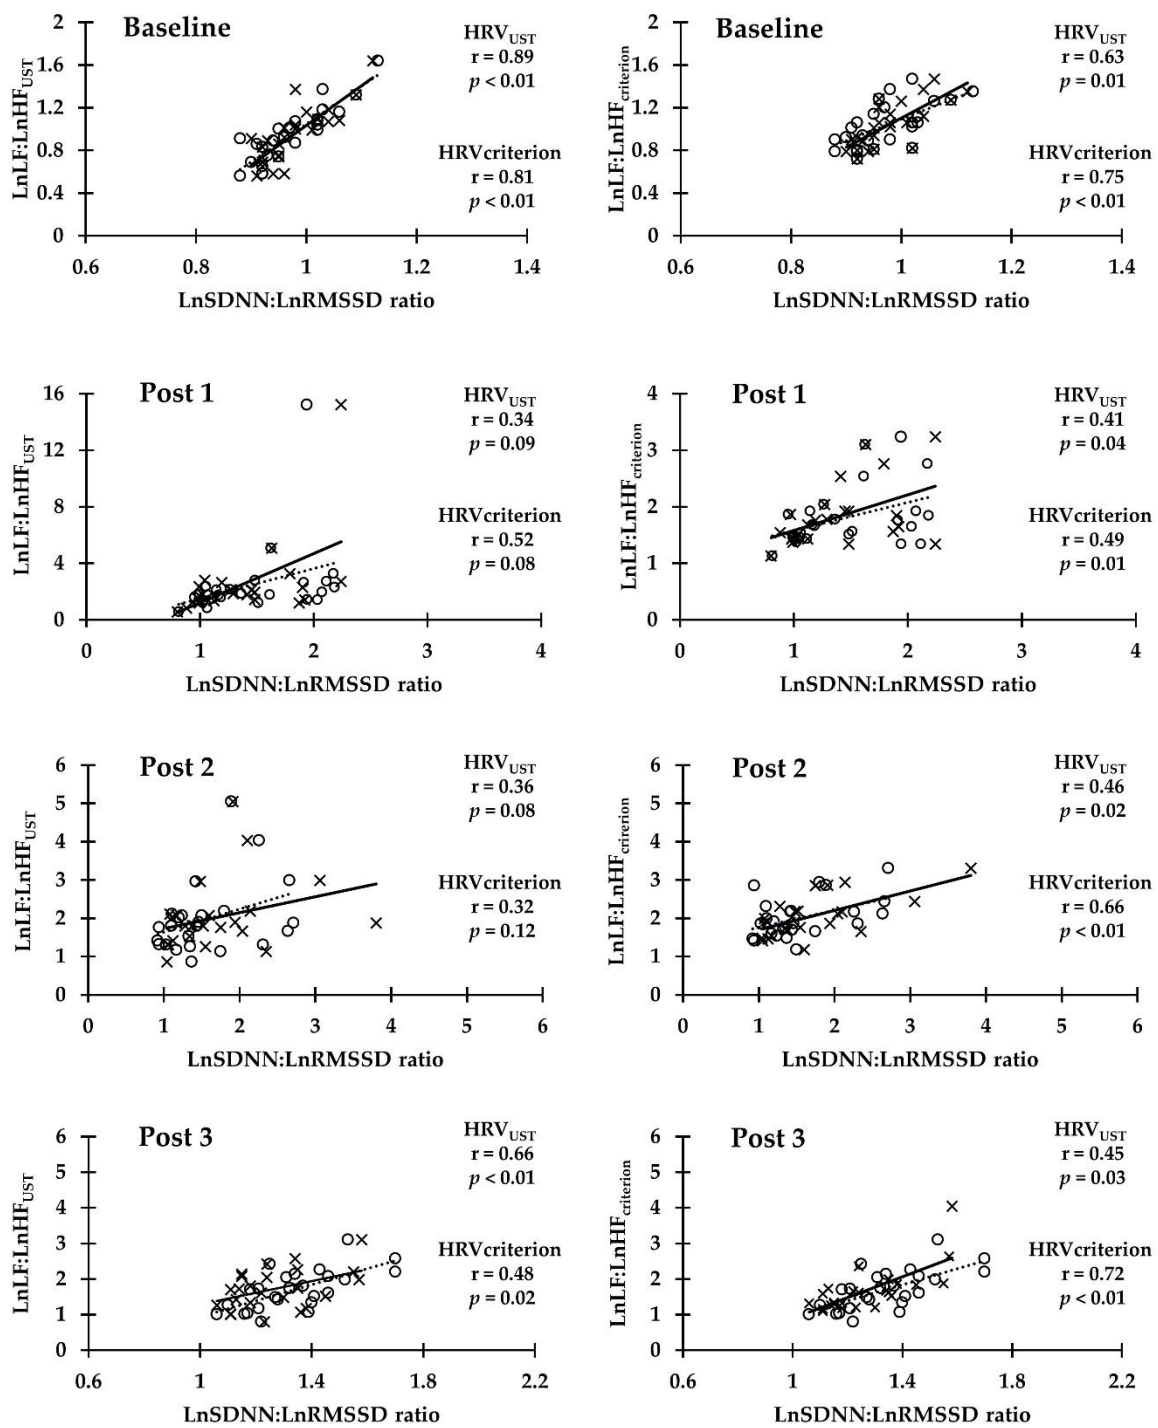 Baseline
HRVUST
r = 0.89
p < 0.01
HRVcriterion
r = 0.81
p < 0.01
LnLF:LnHFUST
2
1.6
1.2
0.8
0.4
0
0.6 0.8 1 1.2 1.4
LnSDNN:LnRMSSD ratio
Baseline
HRVUST
r = 0.63
p = 0.01
HRVcriterion
r = 0.75
p < 0.01
LnLF:LnHFcriterion
2
1.6
1.2
0.8
0.4
0
0.6 0.8 1 1.2 1.4
LnSDNN:LnRMSSD ratio
Post 1
HRVUST
r = 0.34
p = 0.09
HRVcriterion
r = 0.52
p = 0.08
LnLF:LnHFUST
16
12
8
4
0
0 1 2 3 4
LnSDNN:LnRMSSD ratio
Post 1
HRVUST
r = 0.41
p = 0.04
HRVcriterion
r = 0.49
p = 0.01
LnLF:LnHFcriterion
4
3
2
1
0
0 1 2 3 4
LnSDNN:LnRMSSD ratio
Post 2
HRVUST
r = 0.36
p = 0.08
HRVcriterion
r = 0.32
p = 0.12
LnLF:LnHFUST
6
5
4
3
2
1
0
0 1 2 3 4 5 6
LnSDNN:LnRMSSD ratio
Post 2
HRVUST
r = 0.46
p = 0.02
HRVcriterion
r = 0.66
p < 0.01
LnLF:LnHFcrirerion
6
5
4
3
2
1
0
0 1 2 3 4 5 6
LnSDNN:LnRMSSD ratio
Post 3
HRVUST
r = 0.66
p < 0.01
HRVcriterion
r = 0.48
p = 0.02
LnLF:LnHFUST
6
5
4
3
2
1
0
0.6 1 1.4 1.8 2.2
LnSDNN:LnRMSSD ratio
Post 3
HRVUST
r = 0.45
p = 0.03
HRVcriterion
r = 0.72
p < 0.01
LnLF:LnHFcriterion
6
5
4
3
2
1
0
0.6 1 1.4 1.8 2.2
LnSDNN:LnRMSSD ratio